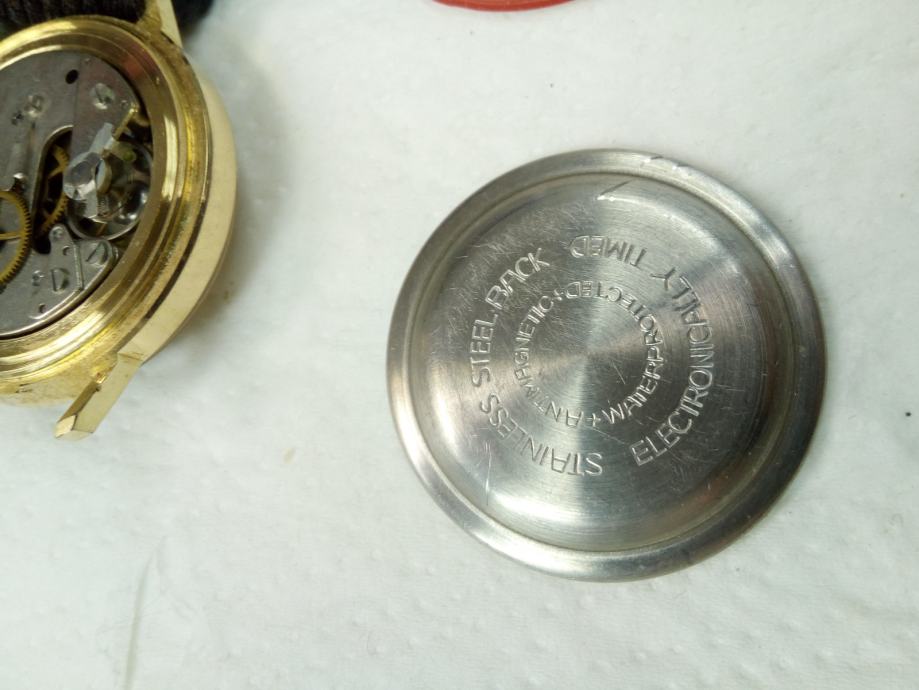 STAINLESS STEEL BACK
ELECTRONICALLY TIMED
+ANTIMAGNETIC+
WATERPROTECTED